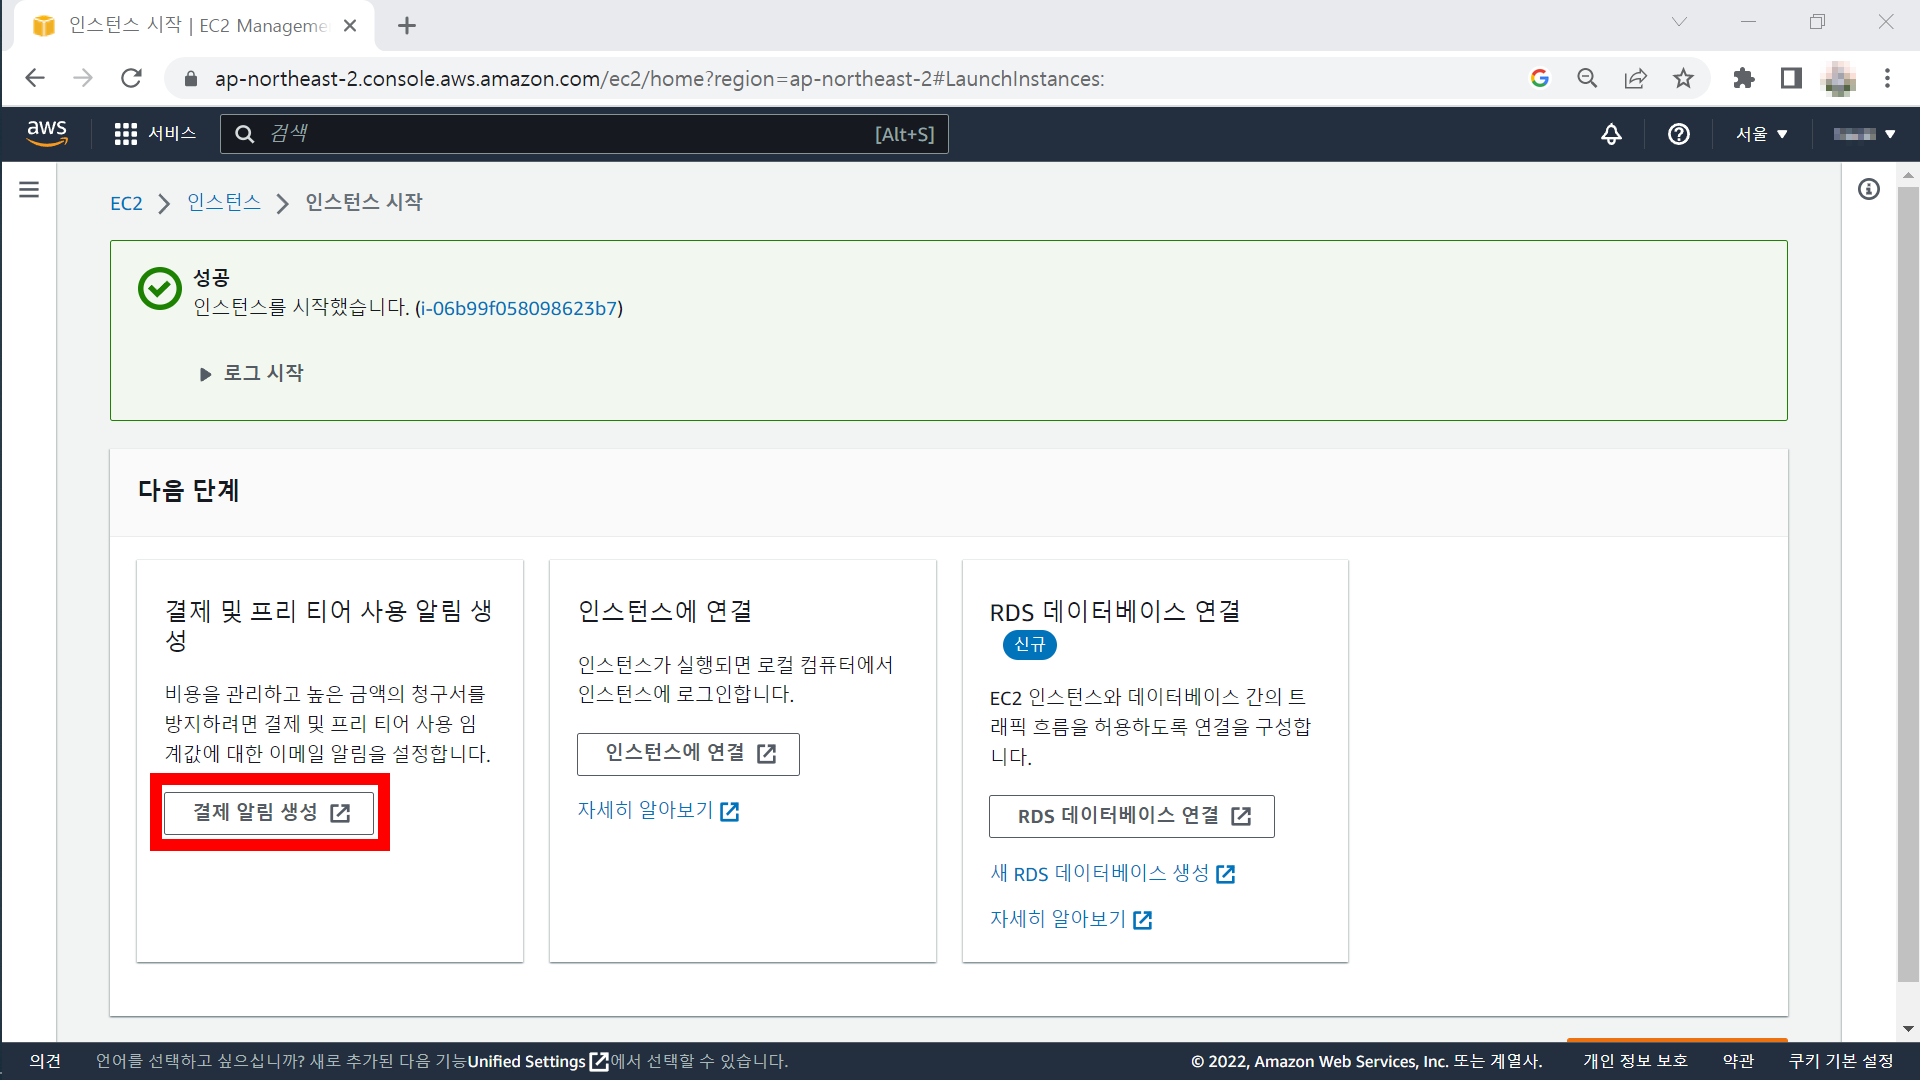 인스턴스 시작 | EC2 Manageme
ap-northeast-2.console.aws.amazon.com/ec2/home?region=ap-northeast-2#LaunchInstances:
aws 서비스 검색 [Alt+S] 서울
EC2 인스턴스 인스턴스 시작
성공
인스턴스를 시작했습니다. (i-06b99f058098623b7)
로그 시작
다음 단계
결제 및 프리 티어 사용 알림 생
성
비용을 관리하고 높은 금액의 청구서를
방지하려면 결제 및 프리 티어 사용 임
계값에 대한 이메일 알림을 설정합니다.
결제 알림 생성
인스턴스에 연결
인스턴스가 실행되면 로컬 컴퓨터에서
인스턴스에 로그인합니다.
인스턴스에 연결
자세히 알아보기
RDS 데이터베이스 연결
신규
EC2 인스턴스와 데이터베이스 간의 트
래픽 흐름을 허용하도록 연결을 구성합
니다.
RDS 데이터베이스 연결
새 RDS 데이터베이스 생성
자세히 알아보기
의견 언어를 선택하고 싶으십니까? 새로 추가된 다음 기능Unified Settings에서 선택할 수 있습니다. © 2022, Amazon Web Services, Inc. 또는 계열사. 개인 정보 보호 약관 쿠키 기본 설정